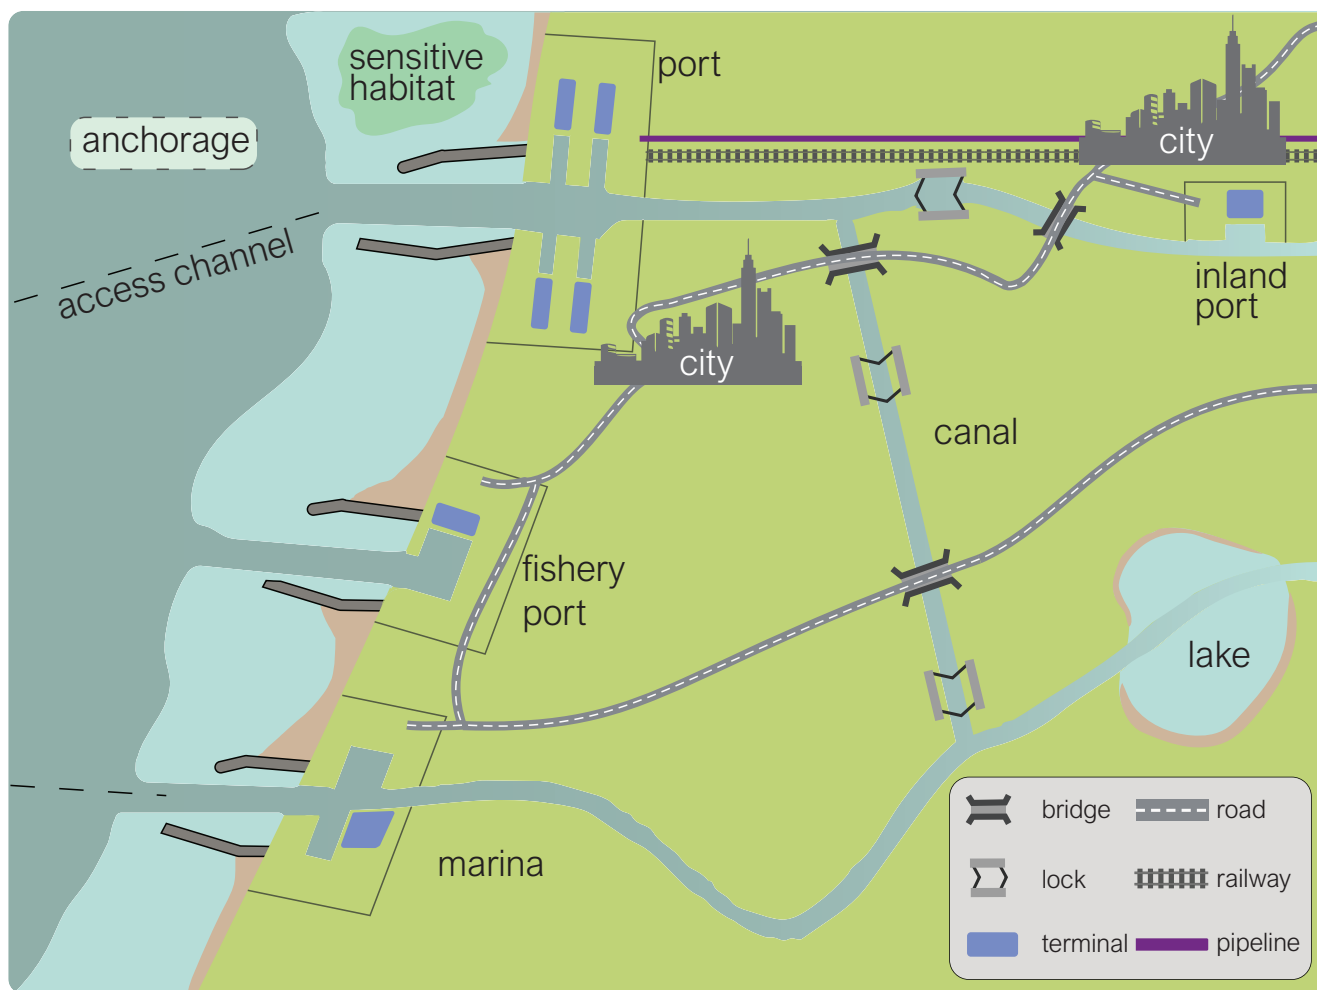 sensitive
habitat
port
anchorage
city
access channel
inland
port
city
canal
fishery
port
lake
marina
bridge
road
lock
railway
terminal
pipeline